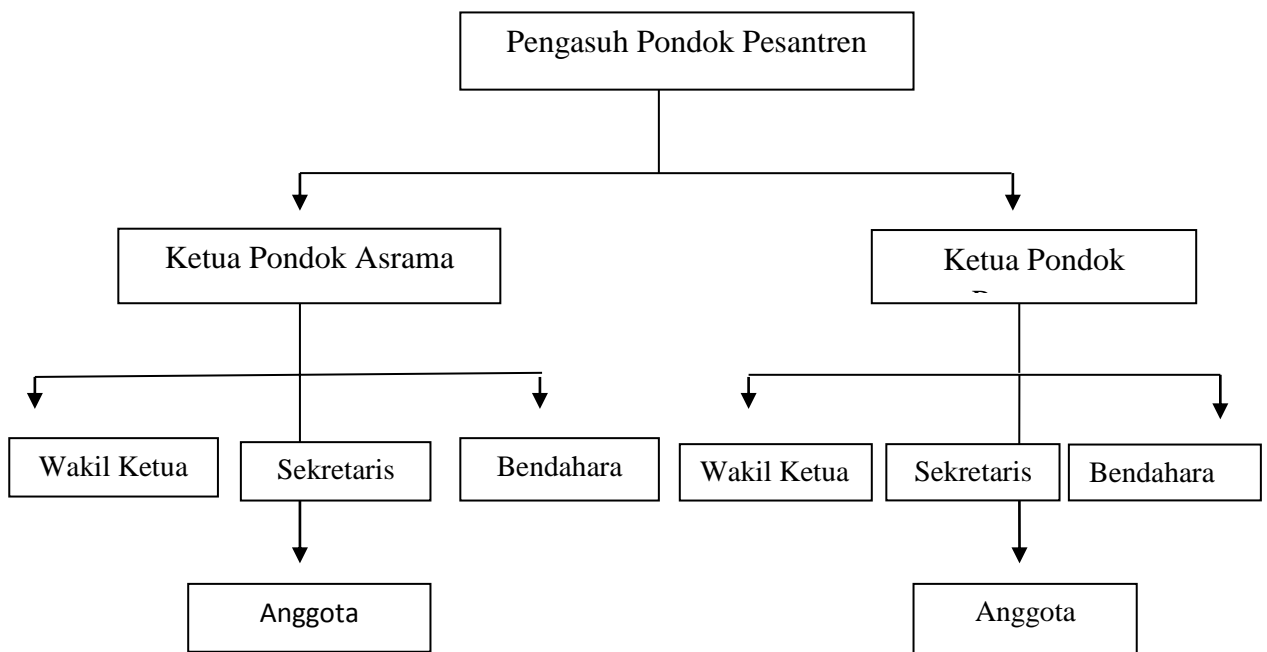 Pengasuh Pondok Pesantren
Ketua Pondok Asrama
Ketua Pondok
Wakil Ketua
Sekretaris
Bendahara
Wakil Ketua
Sekretaris
Bendahara
Anggota
Anggota